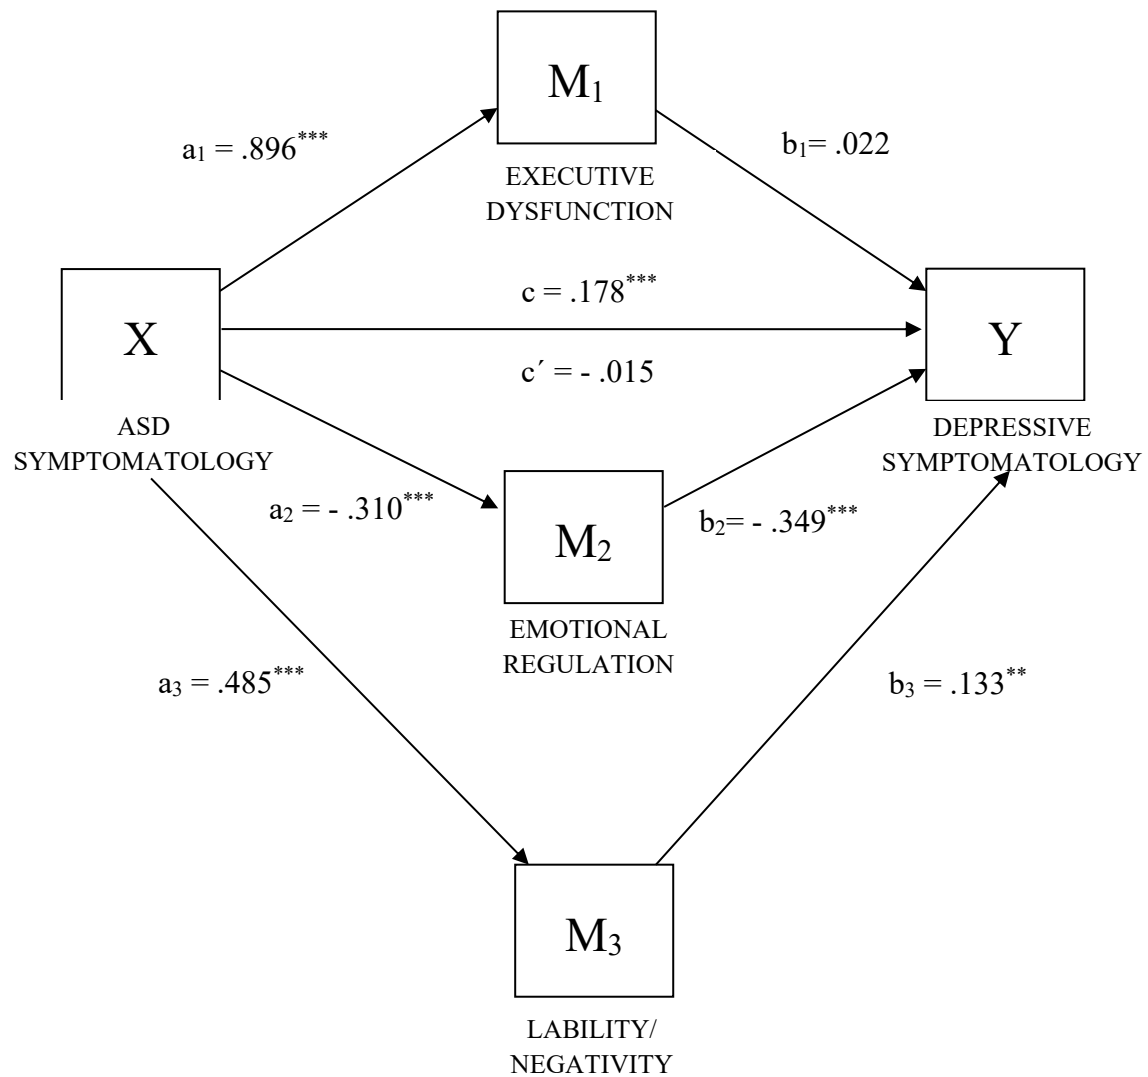 M₁
a₁ = .896***
b₁= .022
EXECUTIVE
DYSFUNCTION
c = .178***
X
Y
c´ = - .015
ASD
SYMPTOMATOLOGY
DEPRESSIVE
SYMPTOMATOLOGY
a₂ = - .310***
b₂= - .349***
M₂
EMOTIONAL
REGULATION
a₃ = .485***
b₃ = .133**
M₃
LABILITY/
NEGATIVITY